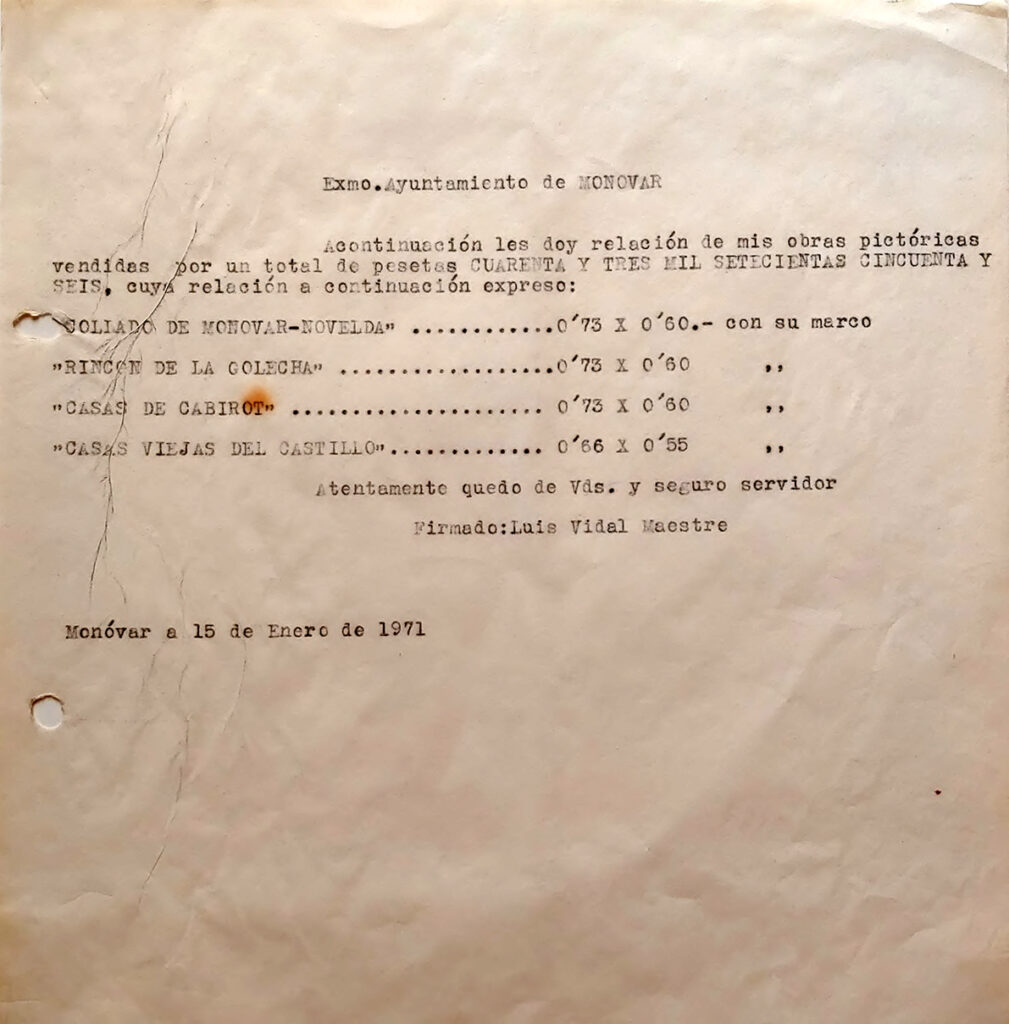 Exmo.Ayuntamiento de MONOVAR
Acontinuación les doy relación de mis obras pictóricas
vendidas por un total de pesetas CUARENTA Y TRES MIL SETECIENTAS CINCUENTA Y
SEIS, cuya relación a continuación expreso:
"COLLADO DE MONOVAR-NOVELDA" ............0'73 X 0'60.- con su marco
"RINCON DE LA GOLECHA" ..................0'73 X 0'60 ,,
"CASAS DE CABIROT" ..................... 0'73 X 0'60 ,,
"CASAS VIEJAS DEL CASTILLO"............. 0'66 X 0'55 ,,
Atentamente quedo de Vds. y seguro servidor
Firmado:Luis Vidal Maestre
Monóvar a 15 de Enero de 1971